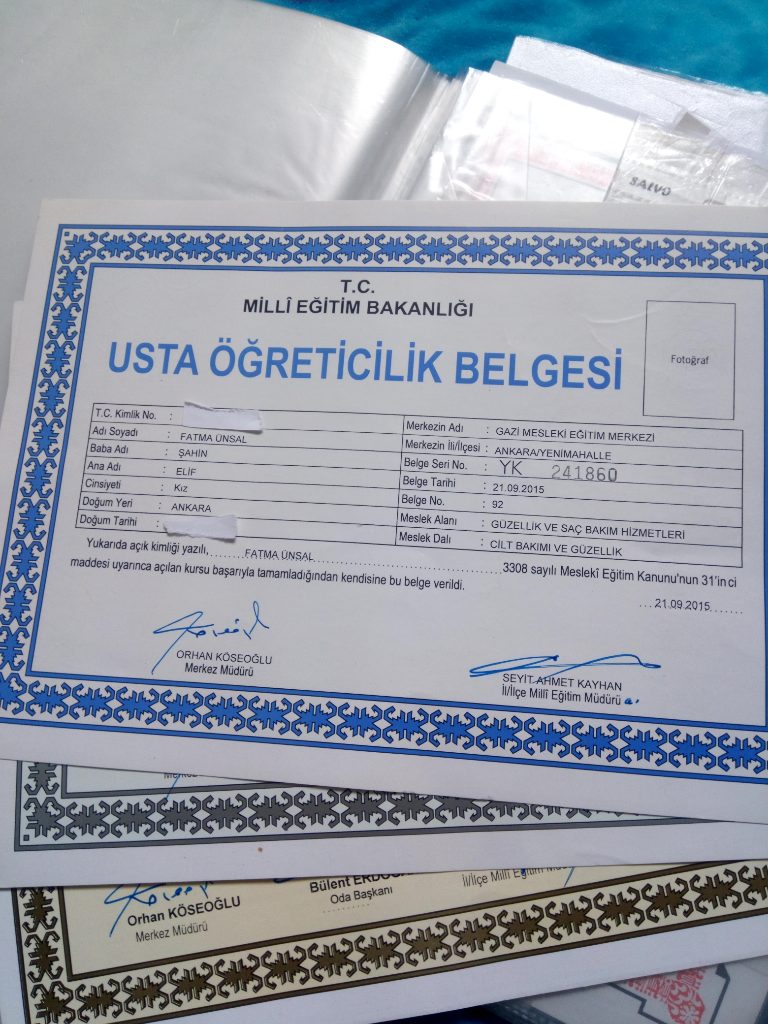 SALVO
T.C.
MİLLÎ EĞİTİM BAKANLIĞI
USTA ÖĞRETİCİLİK BELGESİ
Fotoğraf
T.C. Kimlik No. :
Adı Soyadı : FATMA ÜNSAL
Baba Adı : ŞAHİN
Ana Adı : ELİF
Cinsiyeti : Kız
Doğum Yeri : ANKARA
Doğum Tarihi :
Merkezin Adı : GAZİ MESLEKİ EĞİTİM MERKEZİ
Merkezin İli/İlçesi : ANKARA/YENİMAHALLE
Belge Seri No. : YK 241860
Belge Tarihi : 21.09.2015
Belge No. : 92
Meslek Alanı : GÜZELLİK VE SAÇ BAKIM HİZMETLERİ
Meslek Dalı : CİLT BAKIMI VE GÜZELLİK
Yukarıda açık kimliği yazılı, ........FATMA ÜNSAL........ 3308 sayılı Meslekî Eğitim Kanunu'nun 31'inci
maddesi uyarınca açılan kursu başarıyla tamamladığından kendisine bu belge verildi.
...21.09.2015.......
ORHAN KÖSEOĞLU
Merkez Müdürü
SEYİT AHMET KAYHAN
İl/İlçe Millî Eğitim Müdürü
Orhan KÖSEOĞLU
Merkez Müdürü
Bülent
Oda Başkanı
İl/İlçe Millî Eğitim